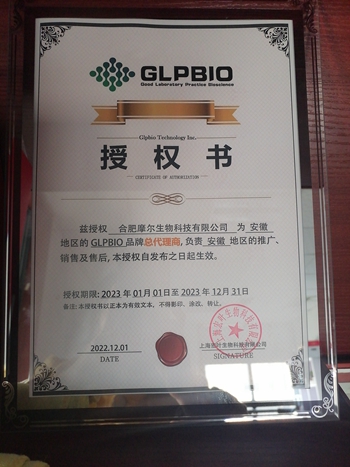 GLPBIO
Good Laboratory Practice Bioscience
Glpbio Technology Inc.
授权书
CERTIFICATE OF AUTHORIZATION
兹授权 合肥摩尔生物科技有限公司 为 安徽
地区的 GLPBIO 品牌总代理商, 负责 安徽 地区的推广、
销售及售后, 本授权自发布之日起生效。
授权期限: 2023 年 01 月 01 日至 2023 年 12 月 31 日
备注: 本授权书以正本为有效文本, 不得影印、涂改、转让。
2022.12.01
DATE
SIGNATURE